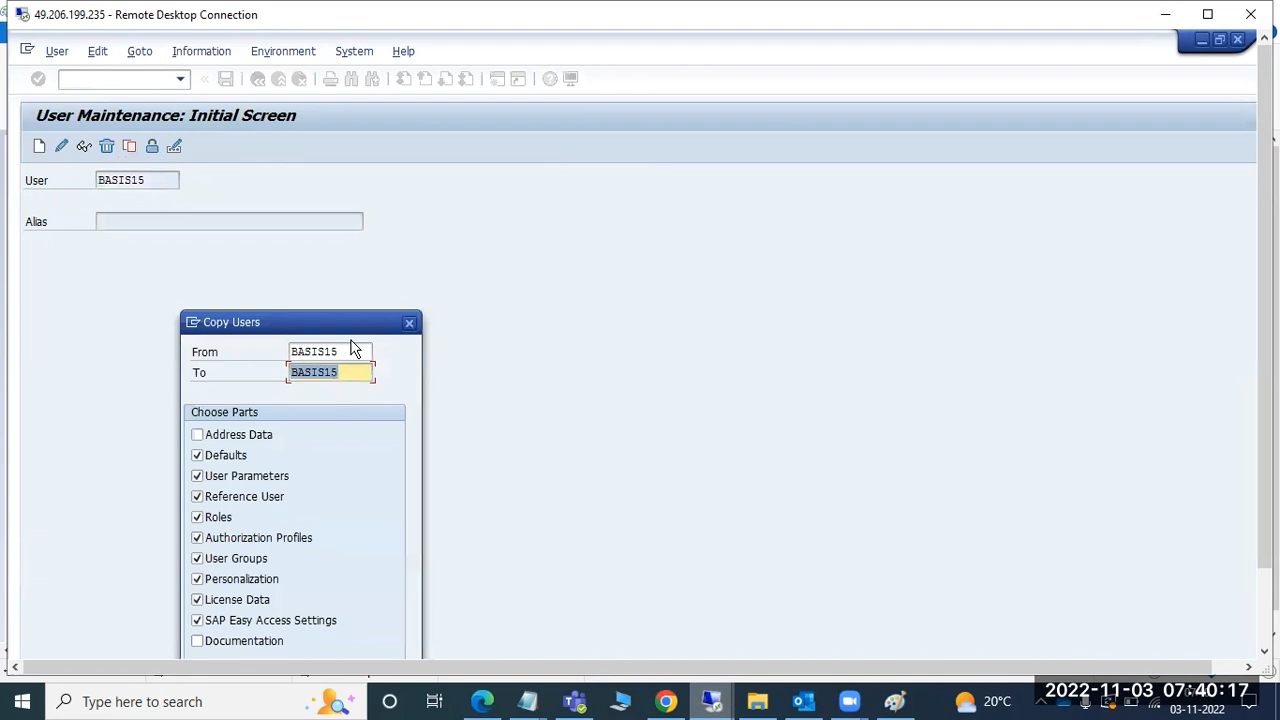 49.206.199.235 - Remote Desktop Connection
User Edit Goto Information Environment System Help
User Maintenance: Initial Screen
User BASIS15
Alias
Copy Users
From BASIS15
To BASIS15
Choose Parts
Address Data
Defaults
User Parameters
Reference User
Roles
Authorization Profiles
User Groups
Personalization
License Data
SAP Easy Access Settings
Documentation
Type here to search
20°C
2022-11-03 07:40:17
03-11-2022